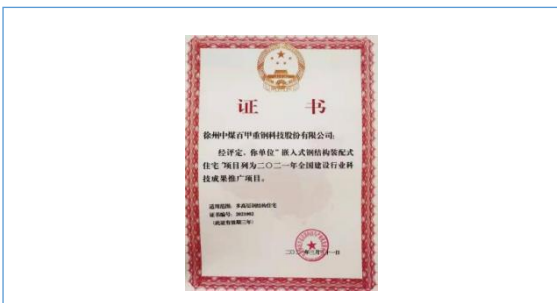 证 书
徐州中煤百甲重钢科技股份有限公司:
经评定,你单位“嵌入式钢结构装配式
住宅”项目列为二〇二一年全国建设行业科
技成果推广项目。
适用范围:多高层钢结构住宅
证书编号:2021002
(此证有效期二年)